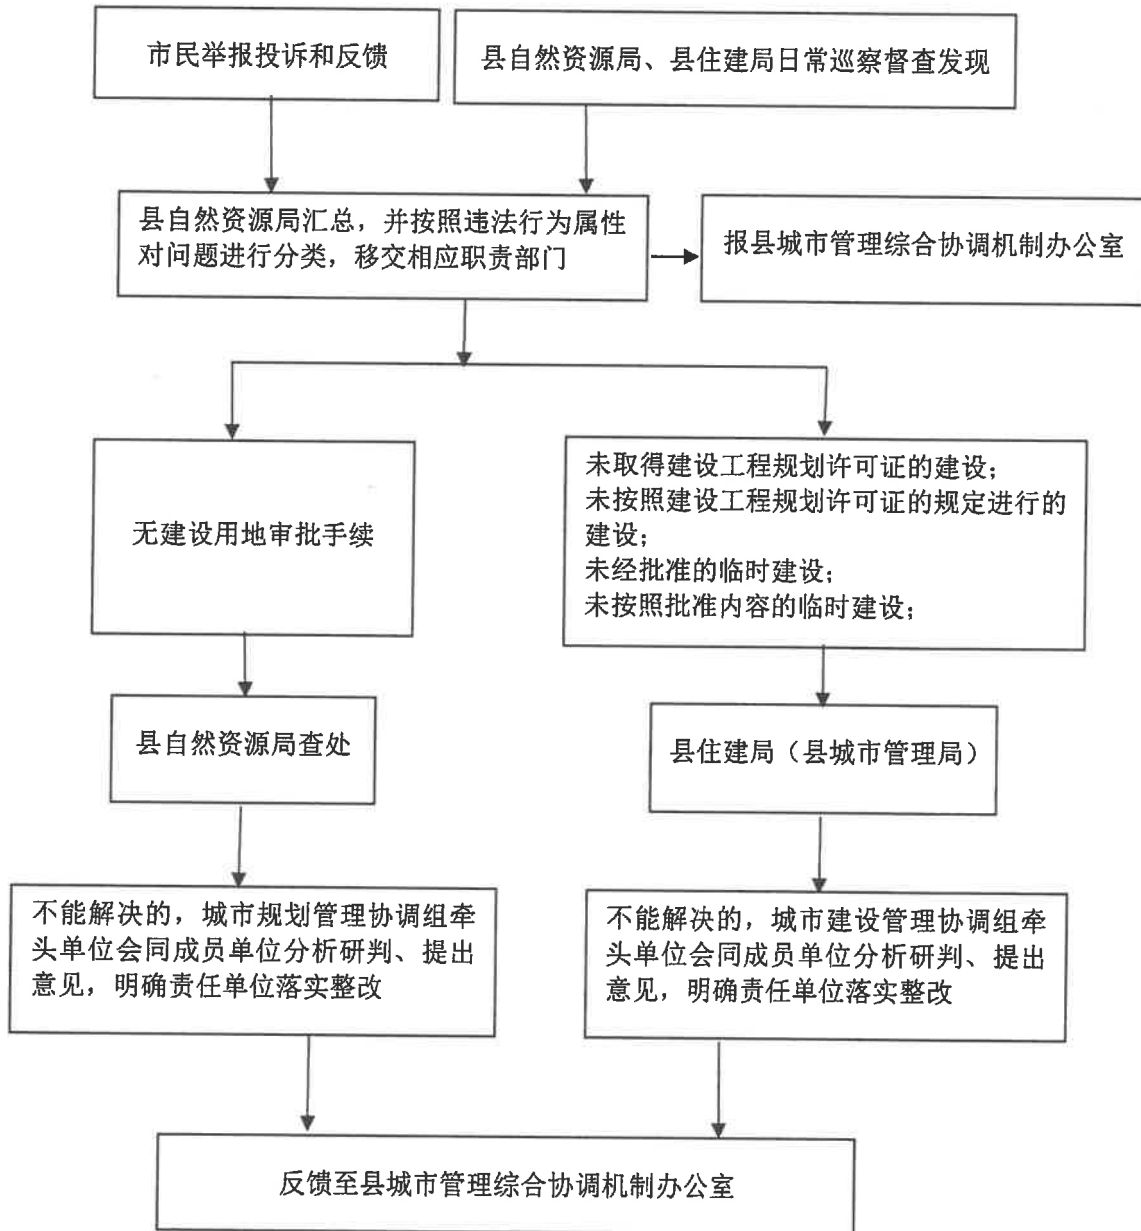 市民举报投诉和反馈
县自然资源局、县住建局日常巡察督查发现
县自然资源局汇总，并按照违法行为属性
对问题进行分类，移交相应职责部门
报县城市管理综合协调机制办公室
无建设用地审批手续
未取得建设工程规划许可证的建设；
未按照建设工程规划许可证的规定进行的
建设；
未经批准的临时建设；
未按照批准内容的临时建设；
县自然资源局查处
县住建局（县城市管理局）
不能解决的，城市规划管理协调组牵
头单位会同成员单位分析研判、提出
意见，明确责任单位落实整改
不能解决的，城市建设管理协调组牵
头单位会同成员单位分析研判、提出
意见，明确责任单位落实整改
反馈至县城市管理综合协调机制办公室